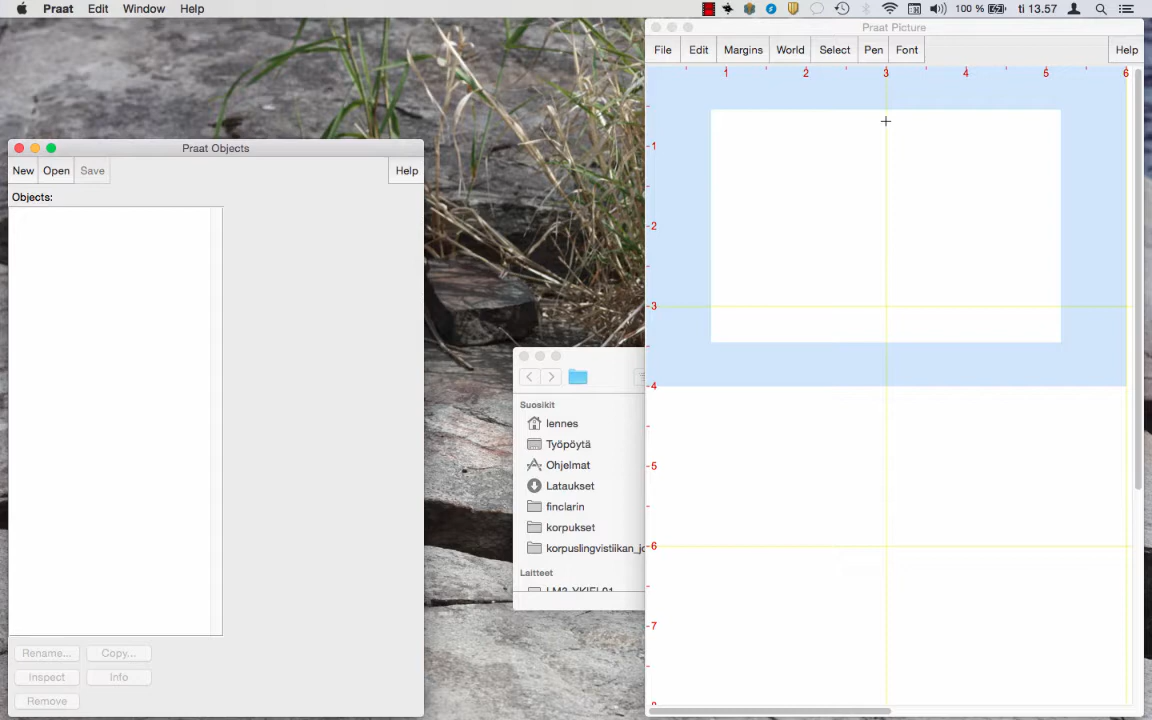 Praat Edit Window Help 100 % ti 13.57
Praat Picture
File Edit Margins World Select Pen Font Help
1 2 3 4 5 6
Praat Objects
New Open Save Help
Objects:
1
2
3
4
5
6
7
Suosikit
lennes
Työpöytä
Ohjelmat
Lataukset
finclarin
korpukset
korpuslingvistiikan_jo
Laitteet
Rename... Copy...
Inspect Info
Remove